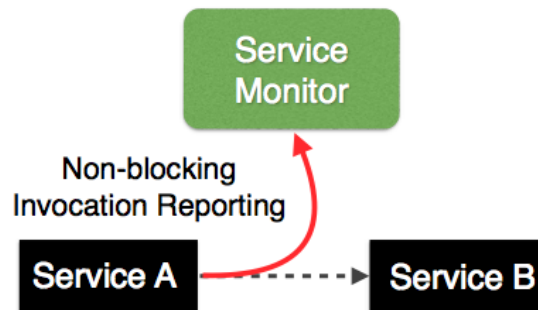 Service
Monitor
Non-blocking
Invocation Reporting
Service A
Service B